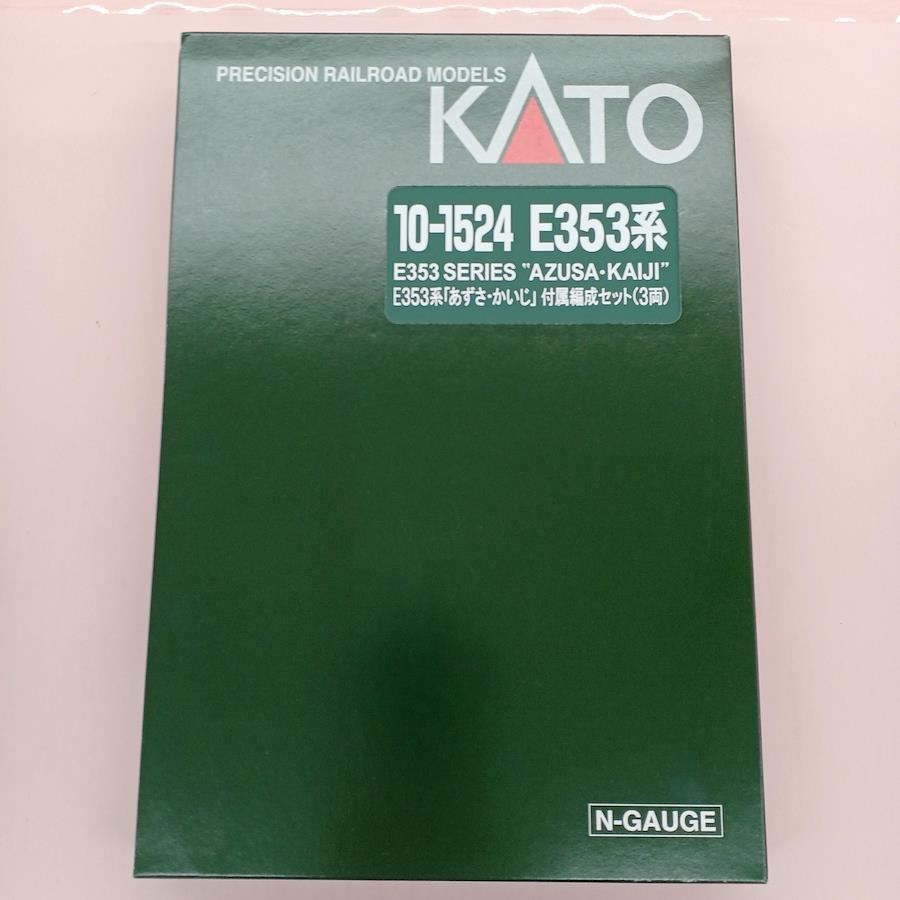 PRECISION RAILROAD MODELS
KATO
10-1524 E353系
E353 SERIES "AZUSA・KAIJI"
E353系「あずさ・かいじ」付属編成セット(3両)
N-GAUGE